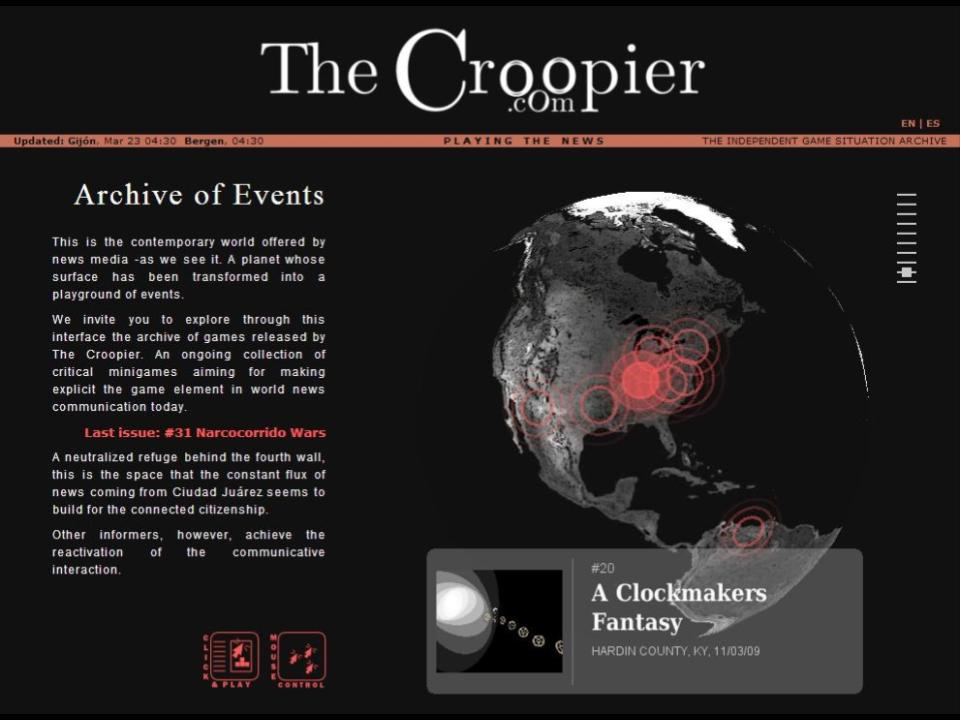 The Croopier
.com
EN | ES
Updated: Gijón, Mar 23 04:30 Bergen, 04:30
PLAYING THE NEWS
THE INDEPENDENT GAME SITUATION ARCHIVE
Archive of Events
This is the contemporary world offered by
news media -as we see it. A planet whose
surface has been transformed into a
playground of events.
We invite you to explore through this
interface the archive of games released by
The Croopier. An ongoing collection of
critical minigames aiming for making
explicit the game element in world news
communication today.
Last issue: #31 Narcocorrido Wars
A neutralized refuge behind the fourth wall,
this is the space that the constant flux of
news coming from Ciudad Juárez seems to
build for the connected citizenship.
Other informers, however, achieve the
reactivation of the communicative
interaction.
CLICK
& PLAY
MOUSE
CONTROL
#20
A Clockmakers
Fantasy
HARDIN COUNTY, KY, 11/03/09